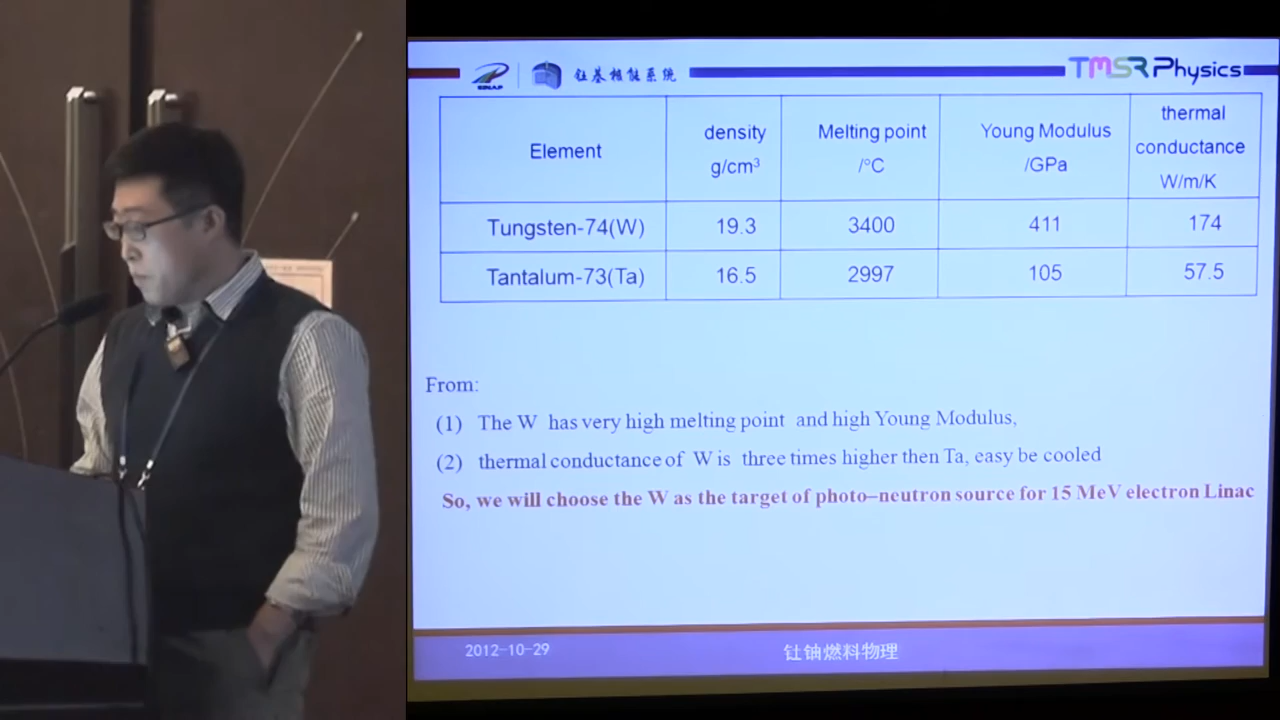 SINAP 钍基核能系统 TMSR Physics
Element
density
g/cm³
Melting point
/°C
Young Modulus
/GPa
thermal
conductance
W/m/K
Tungsten-74(W) 19.3 3400 411 174
Tantalum-73(Ta) 16.5 2997 105 57.5
From:
(1) The W has very high melting point and high Young Modulus,
(2) thermal conductance of W is three times higher then Ta, easy be cooled
So, we will choose the W as the target of photo–neutron source for 15 MeV electron Linac
2012-10-29 钍铀燃料物理